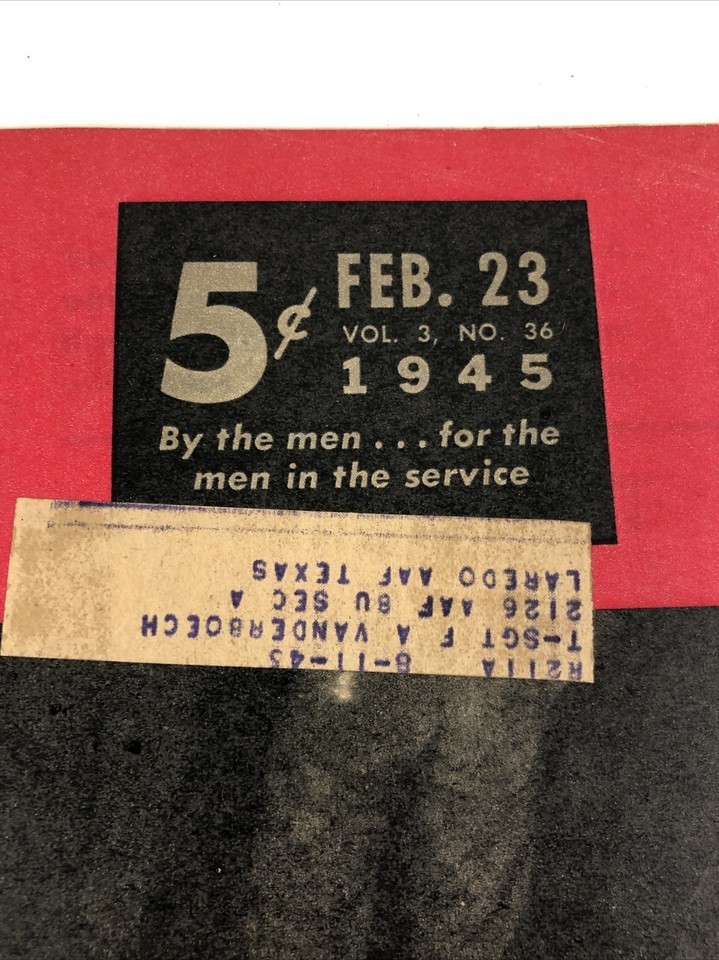 5¢ FEB. 23
VOL. 3, NO. 36
1945
By the men . . . for the
men in the service
R211A 8-11-45
T-SGT F A VANDERBOECH
2126 AAF BU SEC A
LAREDO AAF TEXAS